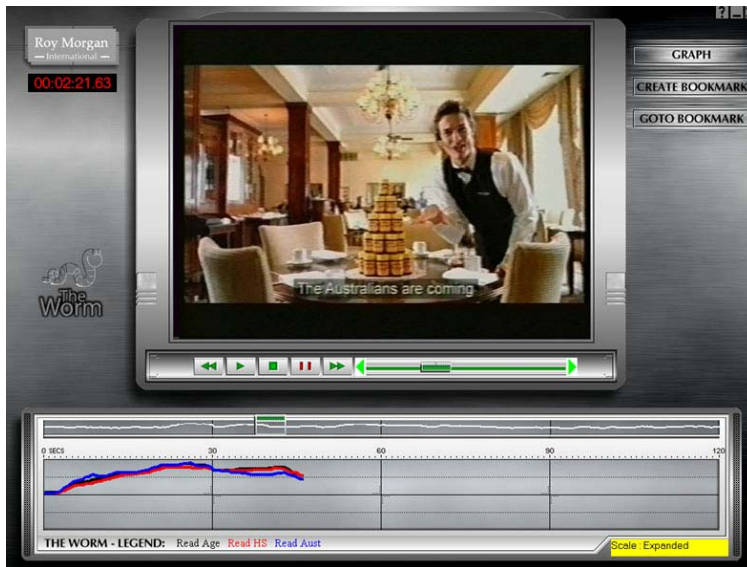 ? _
Roy Morgan
International
00:02:21.63
GRAPH
CREATE BOOKMARK
GOTO BOOKMARK
The Australians are coming
The
Worm
0 SECS 30 60 90 120
THE WORM - LEGEND: Read Age Read HS Read Aust
Scale : Expanded